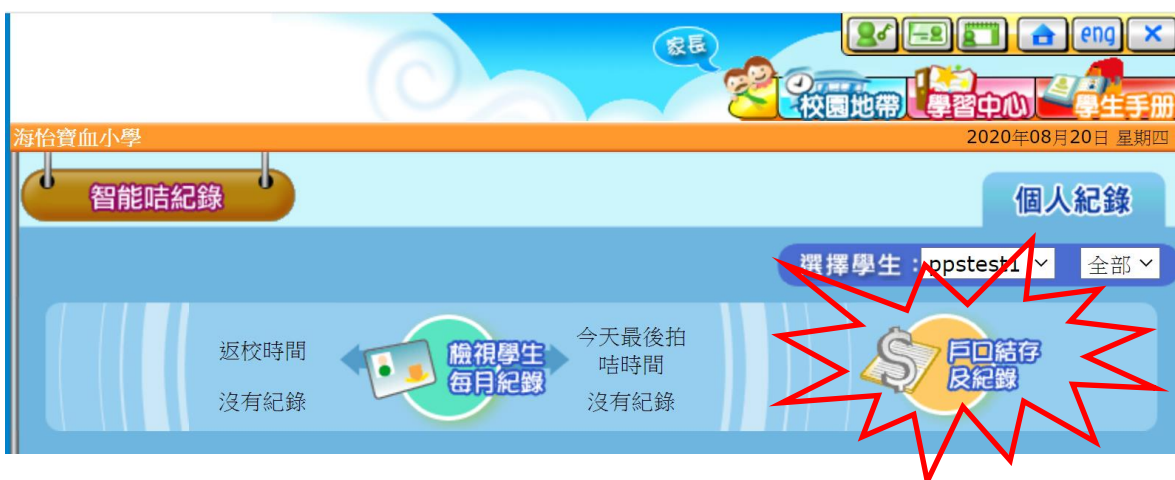 家長
eng
校園地帶 學習中心 學生手冊
海怡寶血小學 2020年08月20日 星期四
智能咭紀錄
個人紀錄
選擇學生：ppstest1 全部
返校時間
沒有紀錄
檢視學生
每月紀錄
今天最後拍
咭時間
沒有紀錄
戶口結存
及紀錄